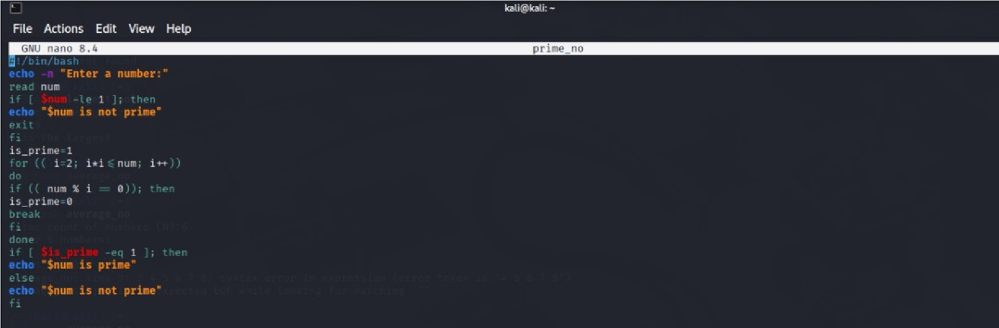 kali@kali: ~
File Actions Edit View Help
GNU nano 8.4 prime_no
#!/bin/bash
echo -n "Enter a number:"
read num
if [ $num -le 1 ]; then
echo "$num is not prime"
exit
fi
is_prime=1
for (( i=2; i*i<=num; i++))
do
if (( num % i == 0)); then
is_prime=0
break
fi
done
if [ $is_prime -eq 1 ]; then
echo "$num is prime"
else
echo "$num is not prime"
fi